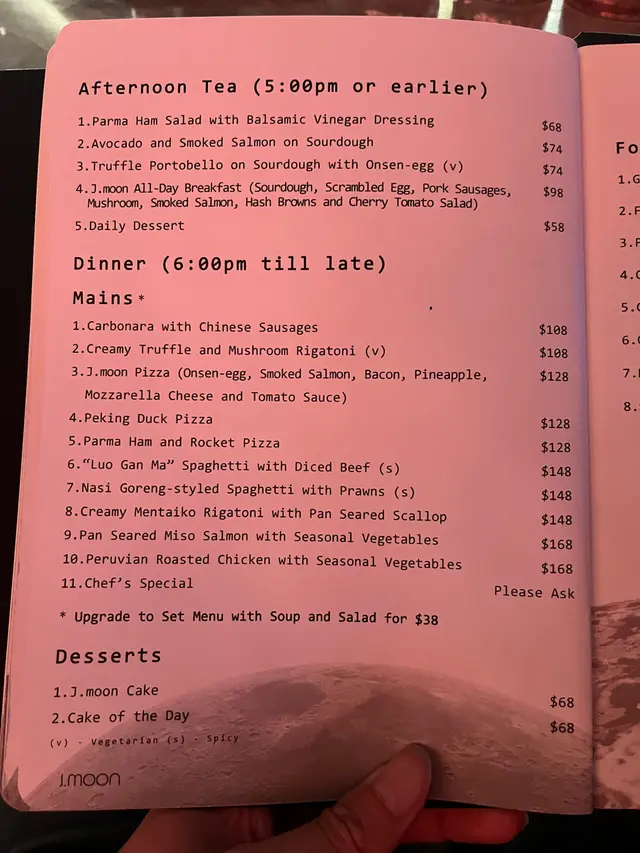 Afternoon Tea (5:00pm or earlier)
1.Parma Ham Salad with Balsamic Vinegar Dressing $68
2.Avocado and Smoked Salmon on Sourdough $74
3.Truffle Portobello on Sourdough with Onsen-egg (v) $74
4.J.moon All-Day Breakfast (Sourdough, Scrambled Egg, Pork Sausages, $98
Mushroom, Smoked Salmon, Hash Browns and Cherry Tomato Salad)
5.Daily Dessert $58
Dinner (6:00pm till late)
Mains*
1.Carbonara with Chinese Sausages $108
2.Creamy Truffle and Mushroom Rigatoni (v) $108
3.J.moon Pizza (Onsen-egg, Smoked Salmon, Bacon, Pineapple, $128
Mozzarella Cheese and Tomato Sauce)
4.Peking Duck Pizza $128
5.Parma Ham and Rocket Pizza $128
6."Luo Gan Ma" Spaghetti with Diced Beef (s) $148
7.Nasi Goreng-styled Spaghetti with Prawns (s) $148
8.Creamy Mentaiko Rigatoni with Pan Seared Scallop $148
9.Pan Seared Miso Salmon with Seasonal Vegetables $168
10.Peruvian Roasted Chicken with Seasonal Vegetables $168
11.Chef's Special Please Ask
* Upgrade to Set Menu with Soup and Salad for $38
Desserts
1.J.moon Cake $68
2.Cake of the Day $68
(v) - Vegetarian (s) - Spicy
J.moon
Fo
1.G
2.F
3.F
4.
5.
6.
7.
8.